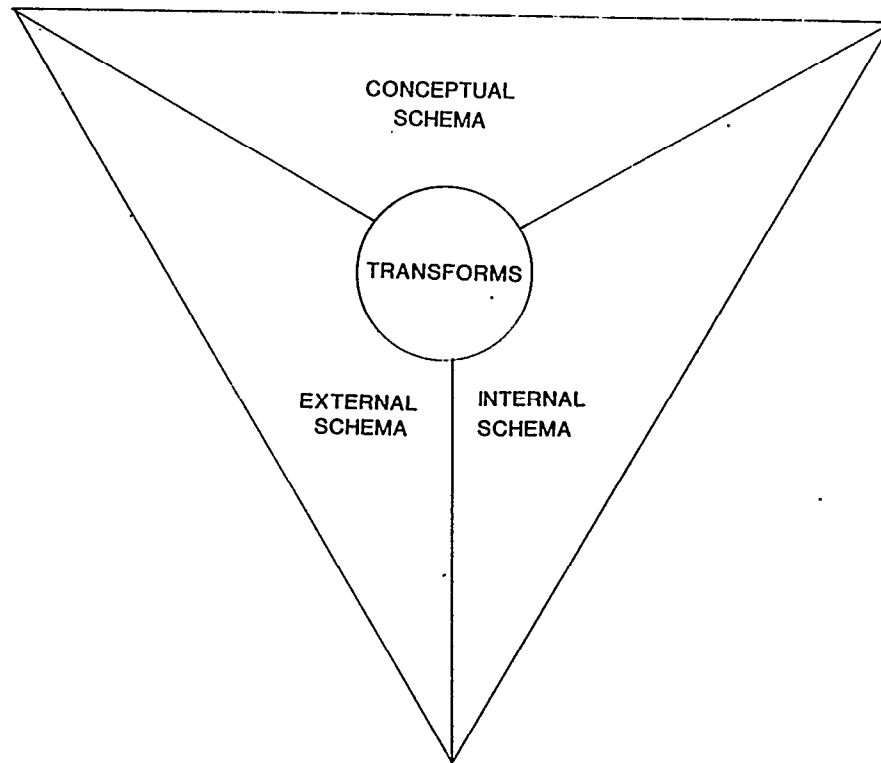 CONCEPTUAL
SCHEMA
TRANSFORMS
EXTERNAL
SCHEMA
INTERNAL
SCHEMA